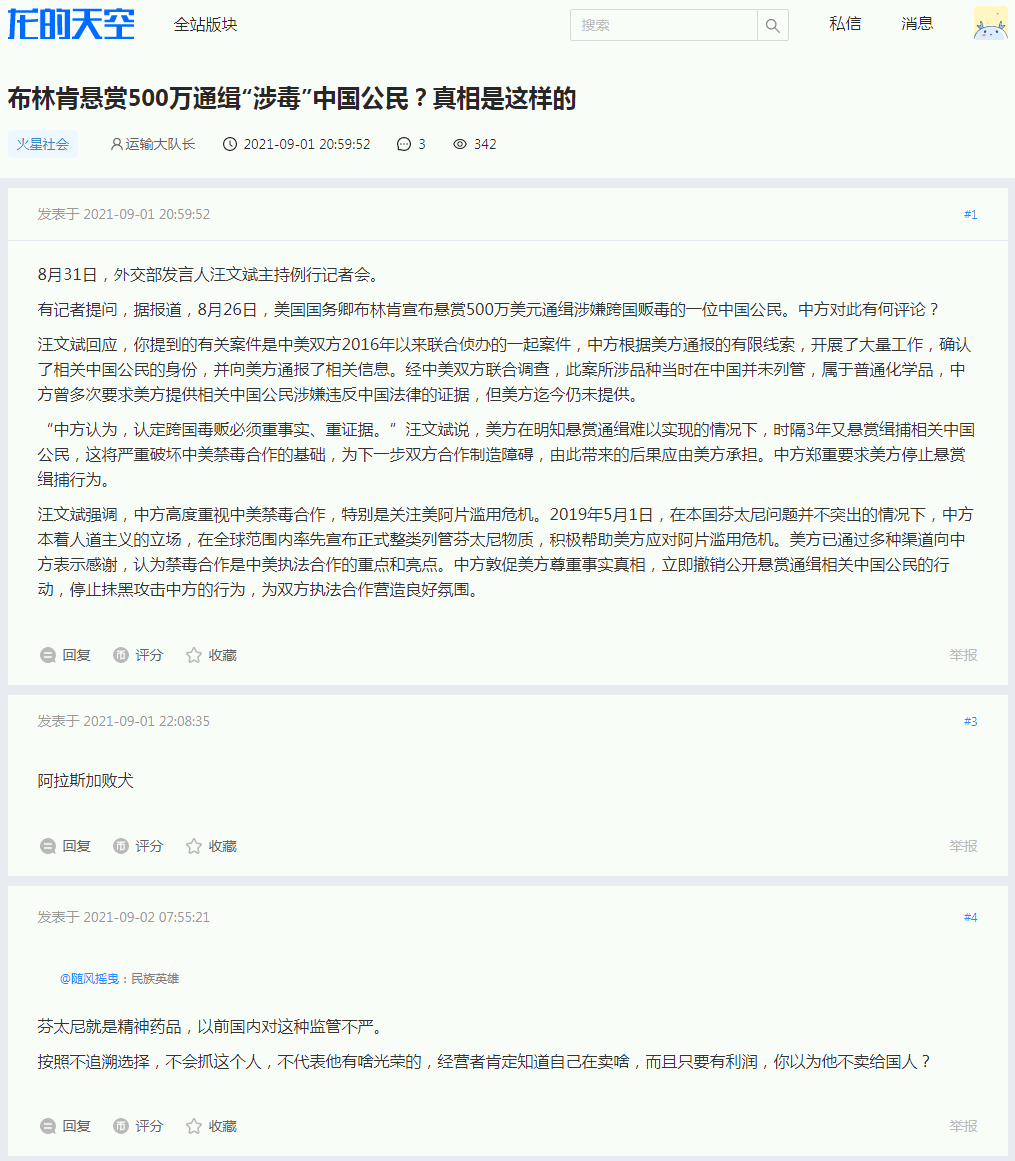 龙的天空
全站版块
搜索
私信
消息
布林肯悬赏500万通缉“涉毒”中国公民？真相是这样的
火星社会
运输大队长
2021-09-01 20:59:52
3
342
发表于 2021-09-01 20:59:52
#1
8月31日，外交部发言人汪文斌主持例行记者会。
有记者提问，据报道，8月26日，美国国务卿布林肯宣布悬赏500万美元通缉涉嫌跨国贩毒的一位中国公民。中方对此有何评论？
汪文斌回应，你提到的有关案件是中美双方2016年以来联合侦办的一起案件，中方根据美方通报的有限线索，开展了大量工作，确认
了相关中国公民的身份，并向美方通报了相关信息。经中美双方联合调查，此案所涉品种当时在中国并未列管，属于普通化学品，中
方曾多次要求美方提供相关中国公民涉嫌违反中国法律的证据，但美方迄今仍未提供。
“中方认为，认定跨国毒贩必须重事实、重证据。”汪文斌说，美方在明知悬赏通缉难以实现的情况下，时隔3年又悬赏缉捕相关中国
公民，这将严重破坏中美禁毒合作的基础，为下一步双方合作制造障碍，由此带来的后果应由美方承担。中方郑重要求美方停止悬赏
缉捕行为。
汪文斌强调，中方高度重视中美禁毒合作，特别是关注美阿片滥用危机。2019年5月1日，在本国芬太尼问题并不突出的情况下，中方
本着人道主义的立场，在全球范围内率先宣布正式整类列管芬太尼物质，积极帮助美方应对阿片滥用危机。美方已通过多种渠道向中
方表示感谢，认为禁毒合作是中美执法合作的重点和亮点。中方敦促美方尊重事实真相，立即撤销公开悬赏通缉相关中国公民的行
动，停止抹黑攻击中方的行为，为双方执法合作营造良好氛围。
回复
币 评分
收藏
举报
发表于 2021-09-01 22:08:35
#3
阿拉斯加败犬
回复
币 评分
收藏
举报
发表于 2021-09-02 07:55:21
#4
@随风摇曳：民族英雄
芬太尼就是精神药品，以前国内对这种监管不严。
按照不追溯选择，不会抓这个人，不代表他有啥光荣的，经营者肯定知道自己在卖啥，而且只要有利润，你以为他不卖给国人？
回复
币 评分
收藏
举报